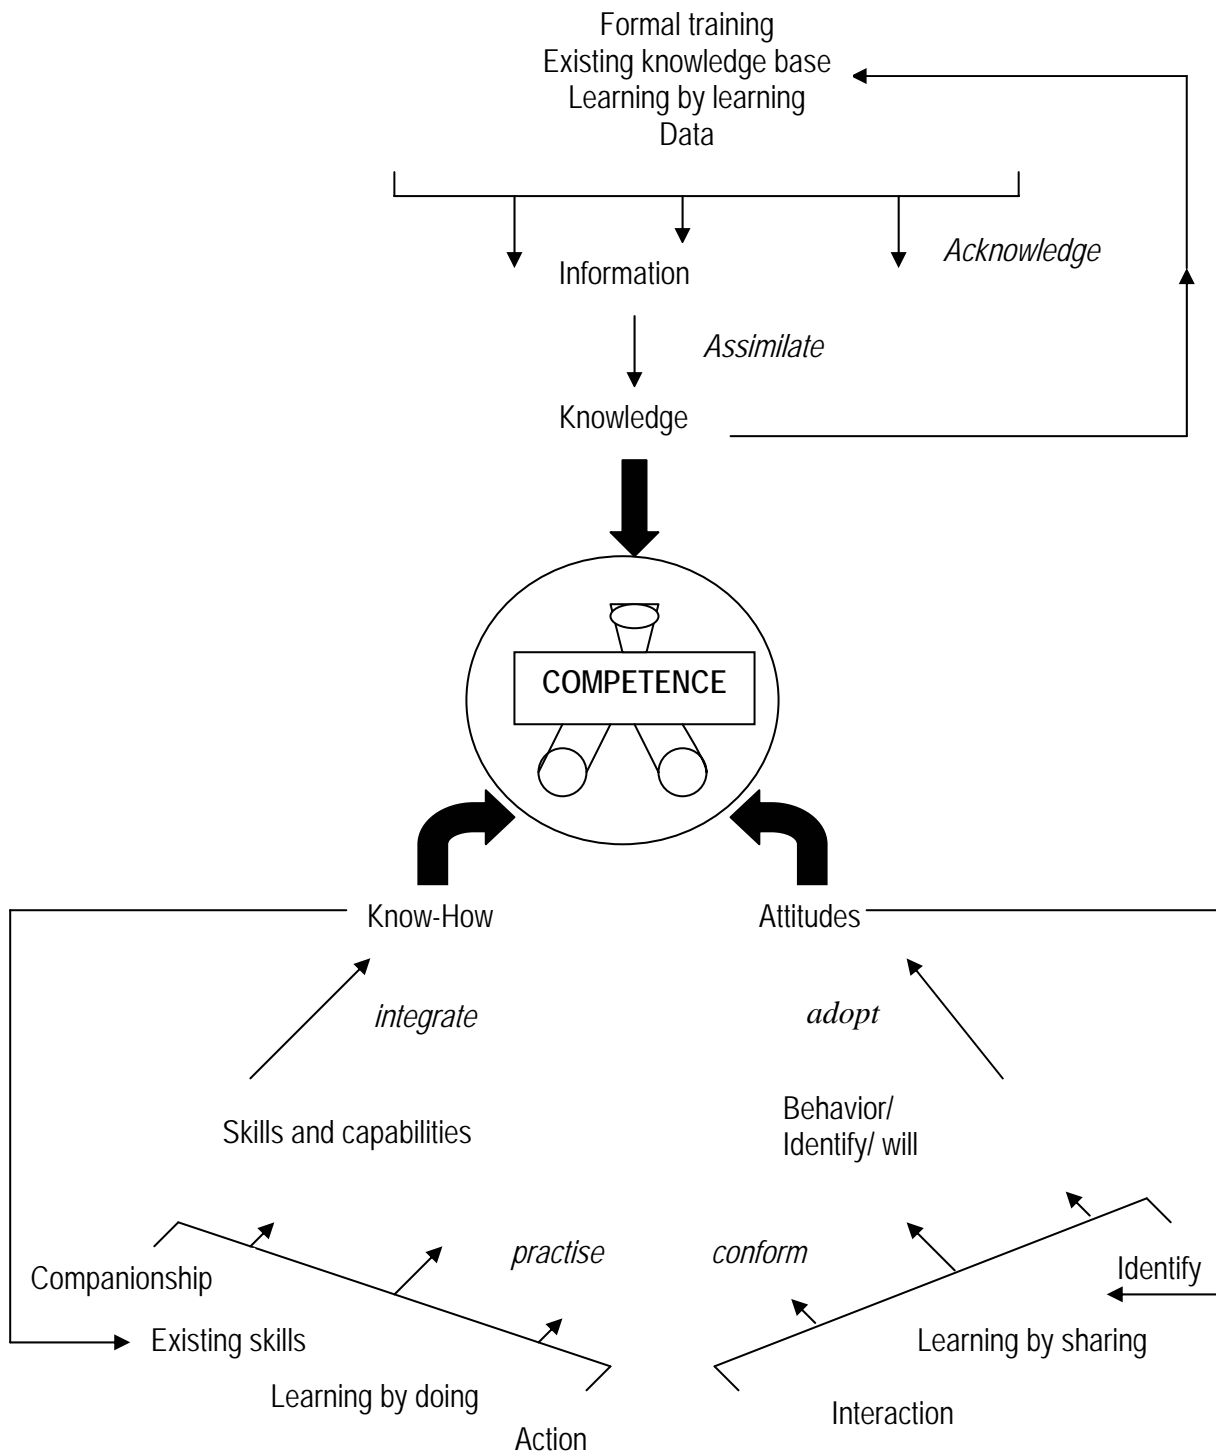 Formal training
Existing knowledge base
Learning by learning
Data
Acknowledge
Information
Assimilate
Knowledge
COMPETENCE
Know-How
Attitudes
integrate
adopt
Skills and capabilities
Behavior/
Identify/ will
practise
conform
Companionship
Existing skills
Learning by doing
Action
Identify
Learning by sharing
Interaction